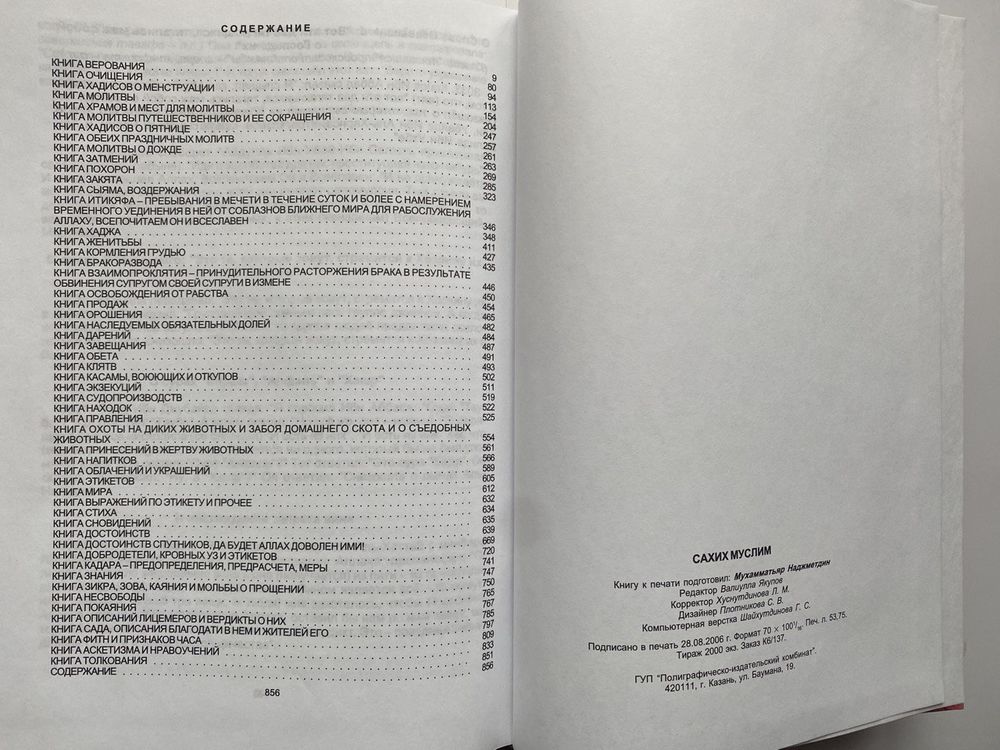 СОДЕРЖАНИЕ
КНИГА ВЕРОВАНИЯ 9
КНИГА ОЧИЩЕНИЯ 80
КНИГА ХАДИСОВ О МЕНСТРУАЦИИ 94
КНИГА МОЛИТВЫ 113
КНИГА ХРАМОВ И МЕСТ ДЛЯ МОЛИТВЫ 154
КНИГА МОЛИТВЫ ПУТЕШЕСТВЕННИКОВ И ЕЕ СОКРАЩЕНИЯ 204
КНИГА ХАДИСОВ О ПЯТНИЦЕ 247
КНИГА ОБЕИХ ПРАЗДНИЧНЫХ МОЛИТВ 257
КНИГА МОЛИТВЫ О ДОЖДЕ 261
КНИГА ЗАТМЕНИЙ 263
КНИГА ПОХОРОН 269
КНИГА ЗАКЯТА 285
КНИГА СЫЯМА, ВОЗДЕРЖАНИЯ 323
КНИГА ИТИКЯФА – ПРЕБЫВАНИЯ В МЕЧЕТИ В ТЕЧЕНИЕ СУТОК И БОЛЕЕ С НАМЕРЕНИЕМ
ВРЕМЕННОГО УЕДИНЕНИЯ В НЕЙ ОТ СОБЛАЗНОВ БЛИЖНЕГО МИРА ДЛЯ РАБОСЛУЖЕНИЯ
АЛЛАХУ, ВСЕПОЧИТАЕМ ОН И ВСЕСЛАВЕН 346
КНИГА ХАДЖА 348
КНИГА ЖЕНИТЬБЫ 411
КНИГА КОРМЛЕНИЯ ГРУДЬЮ 427
КНИГА БРАКОРАЗВОДА 435
КНИГА ВЗАИМОПРОКЛЯТИЯ – ПРИНУДИТЕЛЬНОГО РАСТОРЖЕНИЯ БРАКА В РЕЗУЛЬТАТЕ
ОБВИНЕНИЯ СУПРУГОМ СВОЕЙ СУПРУГИ В ИЗМЕНЕ 446
КНИГА ОСВОБОЖДЕНИЯ ОТ РАБСТВА 450
КНИГА ПРОДАЖ 454
КНИГА ОРОШЕНИЯ 465
КНИГА НАСЛЕДУЕМЫХ ОБЯЗАТЕЛЬНЫХ ДОЛЕЙ 482
КНИГА ДАРЕНИЙ 484
КНИГА ЗАВЕЩАНИЯ 487
КНИГА ОБЕТА 491
КНИГА КЛЯТВ 493
КНИГА КАСАМЫ, ВОЮЮЩИХ И ОТКУПОВ 502
КНИГА ЭКЗЕКУЦИЙ 511
КНИГА СУДОПРОИЗВОДСТВ 519
КНИГА НАХОДОК 522
КНИГА ПРАВЛЕНИЯ 525
КНИГА ОХОТЫ НА ДИКИХ ЖИВОТНЫХ И ЗАБОЯ ДОМАШНЕГО СКОТА И О СЪЕДОБНЫХ
ЖИВОТНЫХ 554
КНИГА ПРИНЕСЕНИЙ В ЖЕРТВУ ЖИВОТНЫХ 561
КНИГА НАПИТКОВ 566
КНИГА ОБЛАЧЕНИЙ И УКРАШЕНИЙ 589
КНИГА ЭТИКЕТОВ 605
КНИГА МИРА 612
КНИГА ВЫРАЖЕНИЙ ПО ЭТИКЕТУ И ПРОЧЕЕ 632
КНИГА СТИХА 634
КНИГА СНОВИДЕНИЙ 635
КНИГА ДОСТОИНСТВ 639
КНИГА ДОСТОИНСТВ СПУТНИКОВ, ДА БУДЕТ АЛЛАХ ДОВОЛЕН ИМИ! 669
КНИГА ДОБРОДЕТЕЛИ, КРОВНЫХ УЗ И ЭТИКЕТОВ 720
КНИГА КАДАРА – ПРЕДОПРЕДЕЛЕНИЯ, ПРЕДРАСЧЕТА, МЕРЫ 741
КНИГА ЗНАНИЯ 747
КНИГА ЗИКРА, ЗОВА, КАЯНИЯ И МОЛЬБЫ О ПРОЩЕНИИ 750
КНИГА НЕСВОБОДЫ 765
КНИГА ПОКАЯНИЯ 767
КНИГА ОПИСАНИЙ ЛИЦЕМЕРОВ И ВЕРДИКТЫ О НИХ 785
КНИГА САДА, ОПИСАНИЯ БЛАГОДАТИ В НЕМ И ЖИТЕЛЕЙ ЕГО 797
КНИГА ФИТН И ПРИЗНАКОВ ЧАСА 809
КНИГА АСКЕТИЗМА И НРАВОУЧЕНИЙ 833
КНИГА ТОЛКОВАНИЯ 851
СОДЕРЖАНИЕ 856
856
САХИХ МУСЛИМ
Книгу к печати подготовил: Мухамматьяр Наджметдин
Редактор Валиулла Якупов
Корректор Хуснутдинова Л. М.
Дизайнер Плотникова С. В.
Компьютерная верстка Шайхутдинова Г. С.
Подписано в печать 28.08.2006 г. Формат 70 × 100¹/₁₆. Печ. л. 53,75.
Тираж 2000 экз. Заказ К6/137.
ГУП "Полиграфическо-издательский комбинат".
420111, г. Казань, ул. Баумана, 19.